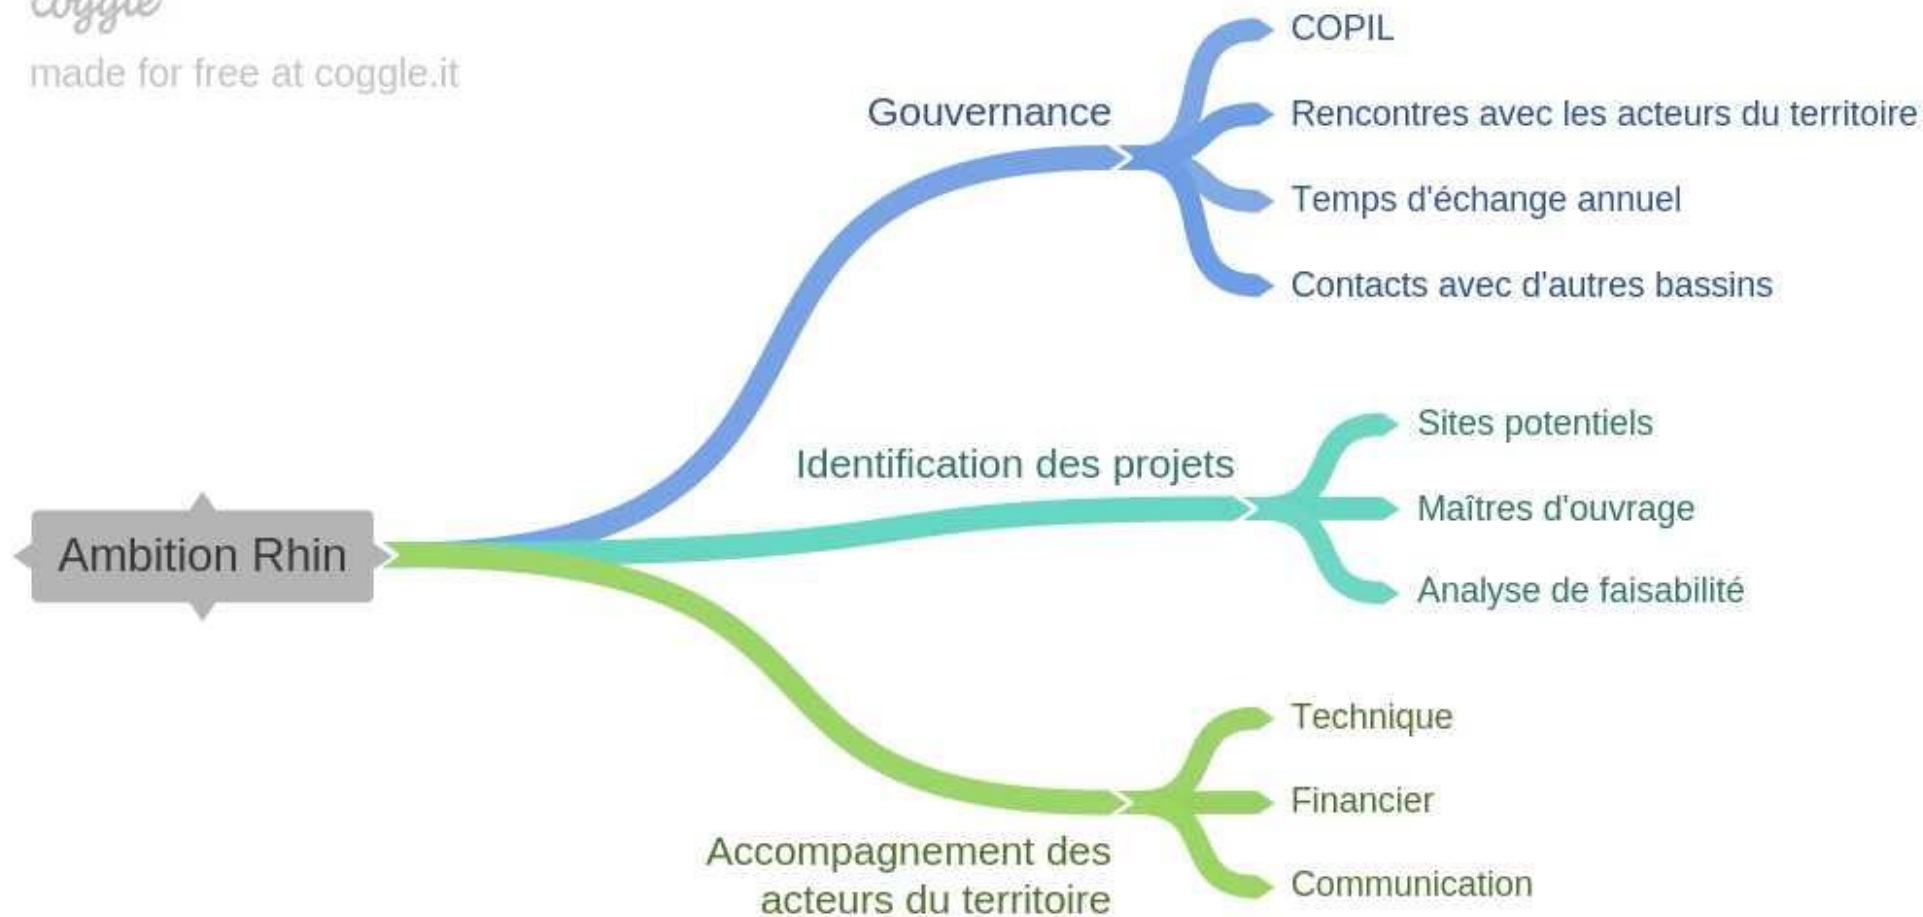 coggle
made for free at coggle.it
Ambition Rhin
Gouvernance
COPIL
Rencontres avec les acteurs du territoire
Temps d'échange annuel
Contacts avec d'autres bassins
Identification des projets
Sites potentiels
Maîtres d'ouvrage
Analyse de faisabilité
Accompagnement des
acteurs du territoire
Technique
Financier
Communication